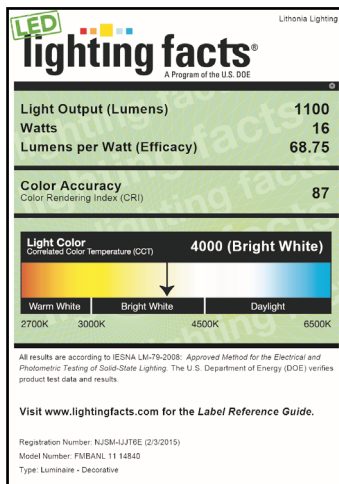 Lithonia Lighting
LED
lighting facts®
A Program of the U.S. DOE
Light Output (Lumens) 1100
Watts 16
Lumens per Watt (Efficacy) 68.75
Color Accuracy
Color Rendering Index (CRI) 87
Light Color
Correlated Color Temperature (CCT) 4000 (Bright White)
Warm White Bright White Daylight
2700K 3000K 4500K 6500K
All results are according to IESNA LM-79-2008: Approved Method for the Electrical and
Photometric Testing of Solid-State Lighting. The U.S. Department of Energy (DOE) verifies
product test data and results.
Visit www.lightingfacts.com for the Label Reference Guide.
Registration Number: NJSM-IJJT6E (2/3/2015)
Model Number: FMBANL 11 14840
Type: Luminaire - Decorative